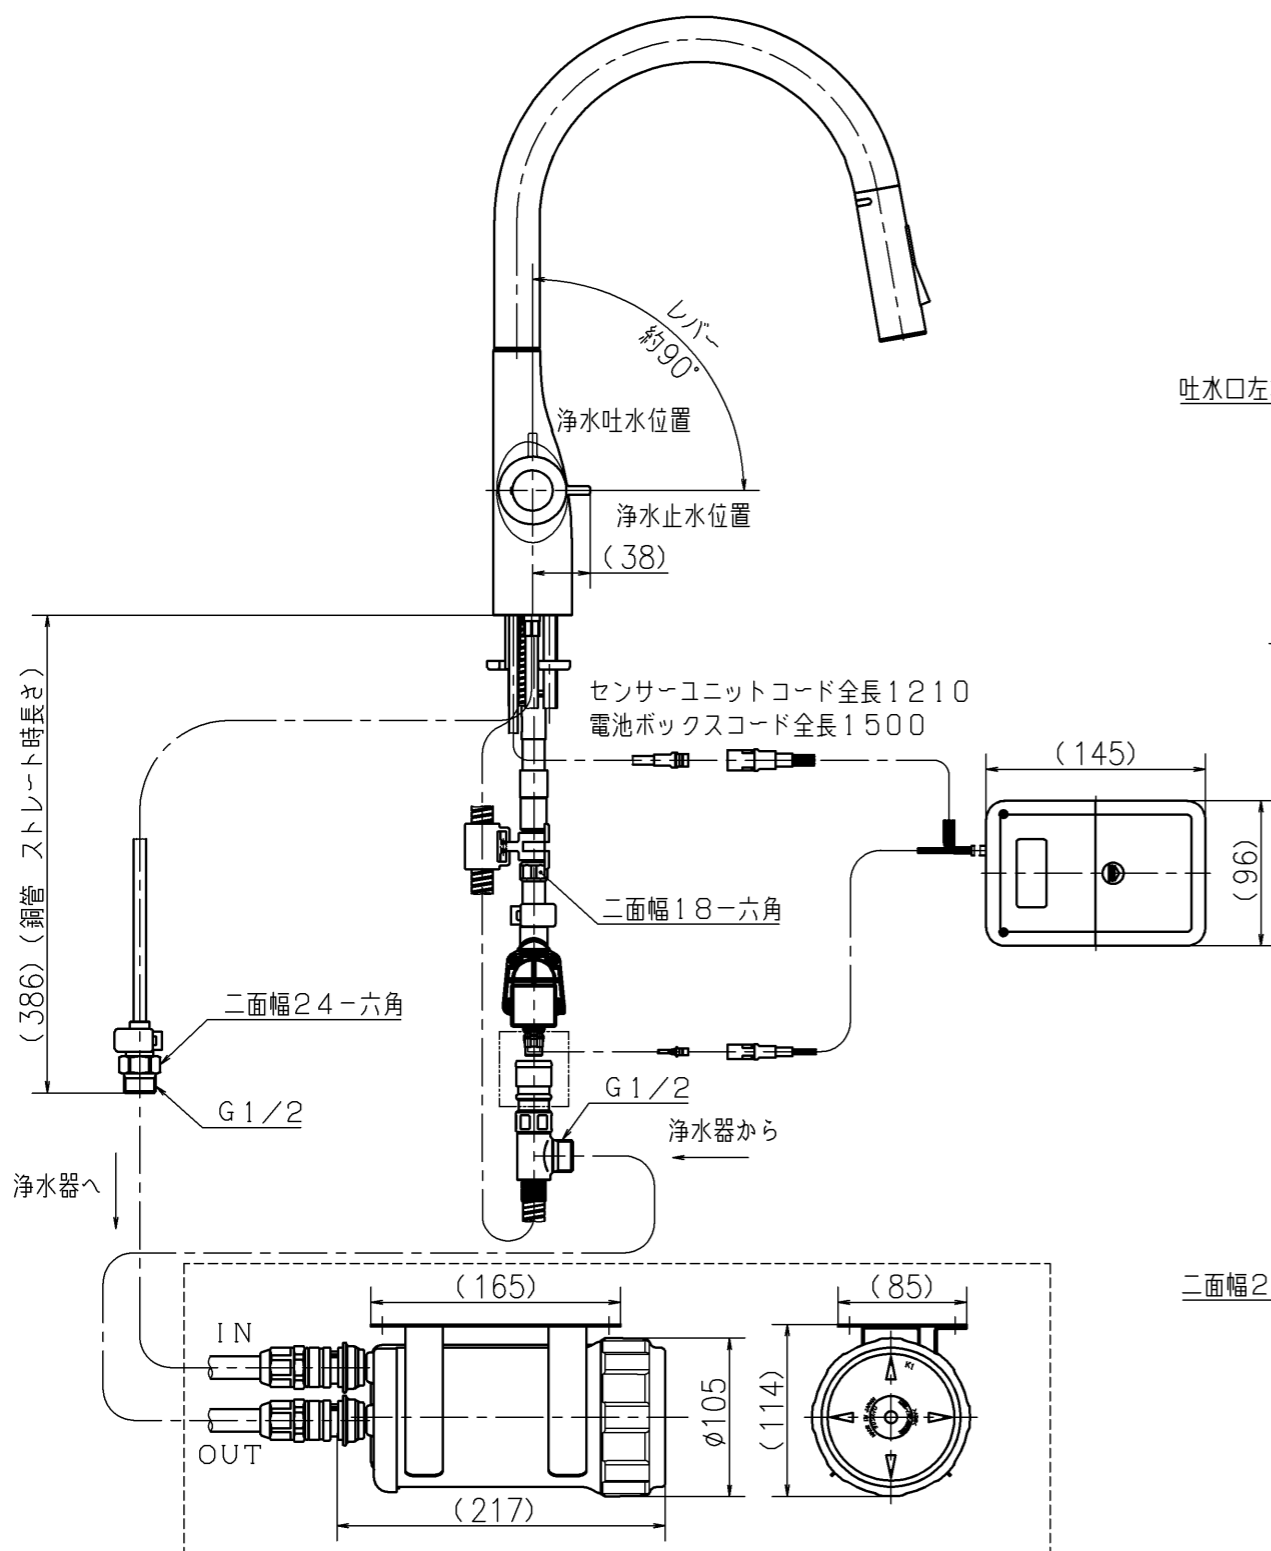 レバー
約90°
吐水口左
浄水吐水位置
浄水止水位置
(38)
(386)(銅管 ストレート時長さ)
センサーユニットコード全長1210
電池ボックスコード全長1500
(145)
(96)
二面幅18-六角
二面幅24-六角
G1/2
G1/2
浄水器から
浄水器へ
(165)
(85)
二面幅2
IN
OUT
φ105
(114)
(217)
KI